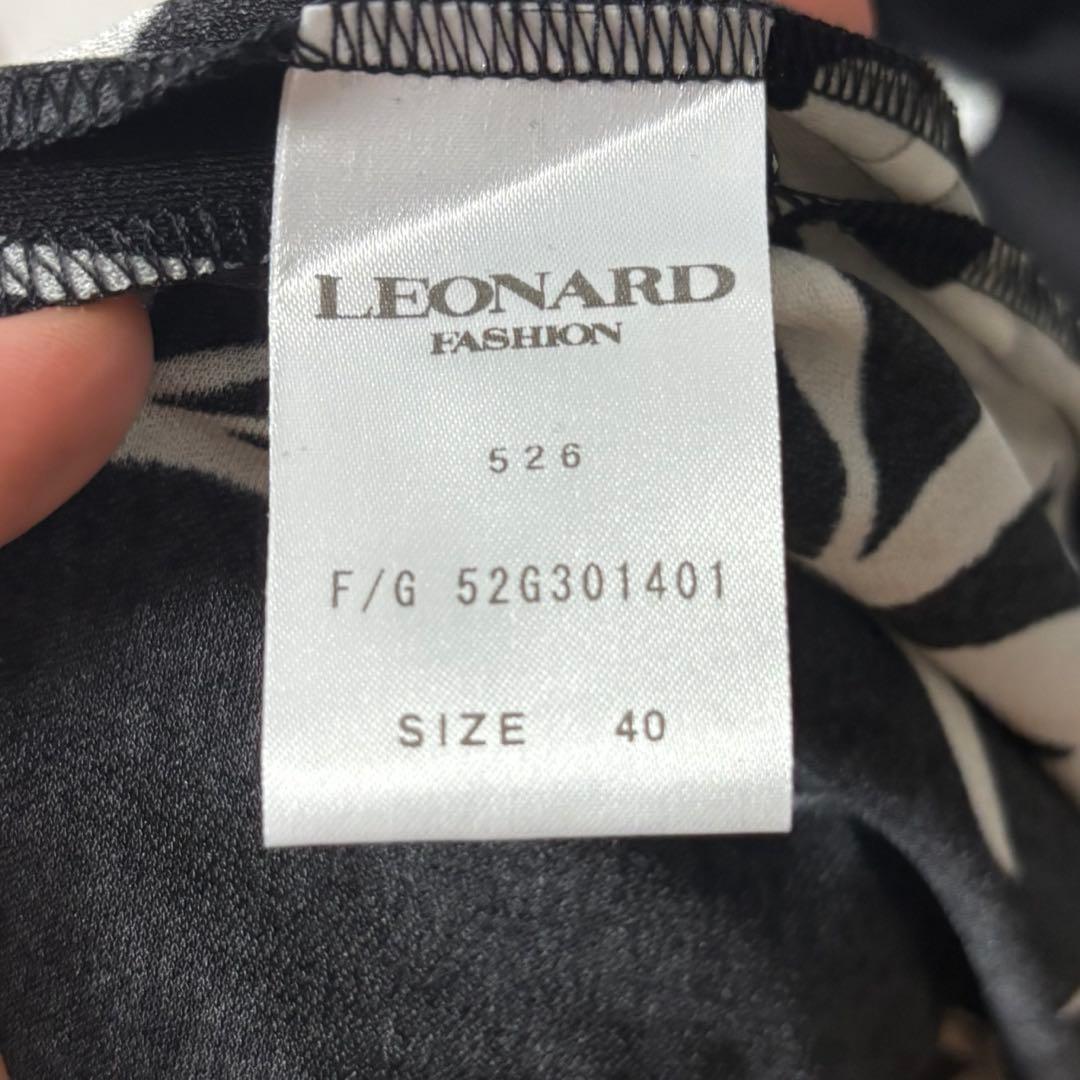 LEONARD
FASHION
526
F/G 52G301401
SIZE 40